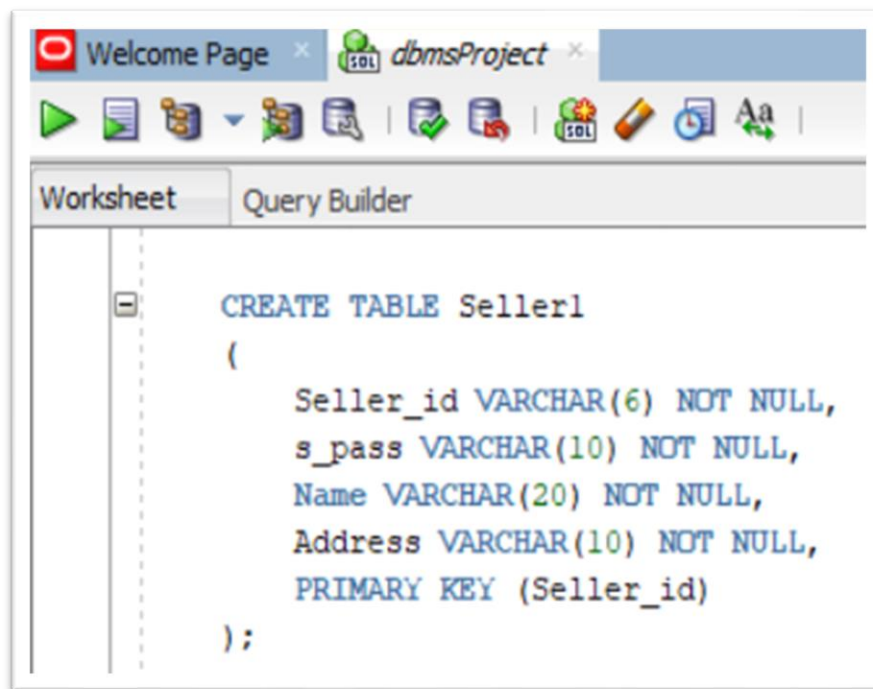 Welcome Page dbmsProject
Worksheet Query Builder
CREATE TABLE Seller1
(
Seller_id VARCHAR(6) NOT NULL,
s_pass VARCHAR(10) NOT NULL,
Name VARCHAR(20) NOT NULL,
Address VARCHAR(10) NOT NULL,
PRIMARY KEY (Seller_id)
);